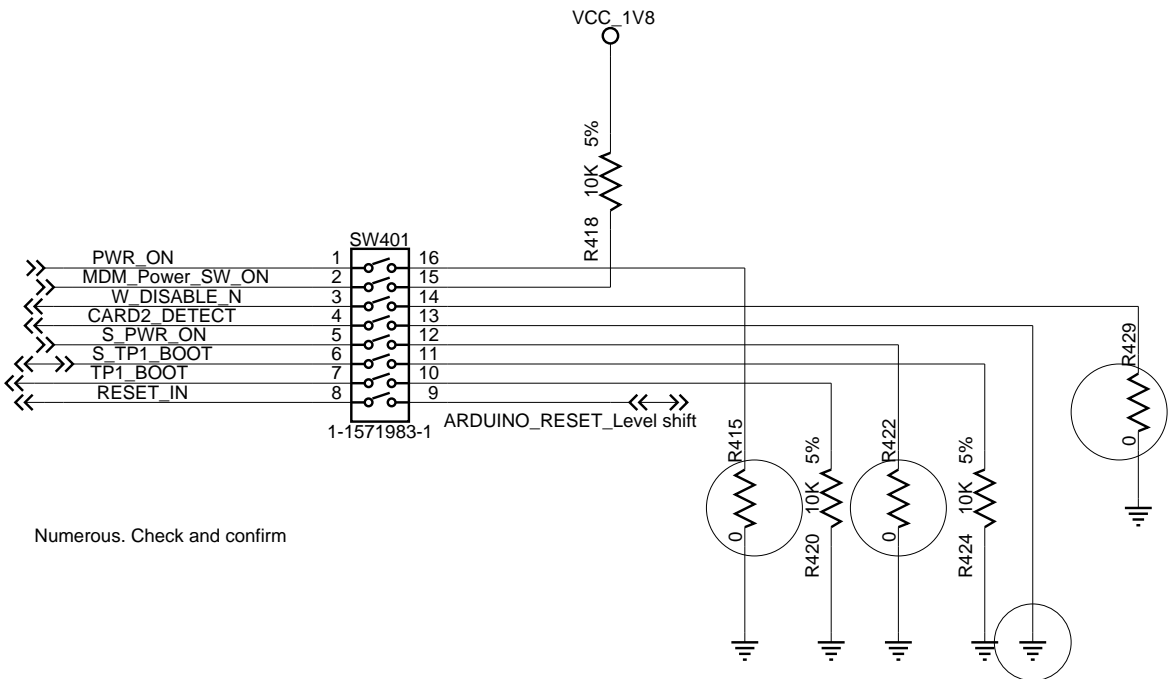 VCC_1V8
R418 10K 5%
SW401
PWR_ON 1 16
MDM_Power_SW_ON 2 15
W_DISABLE_N 3 14
CARD2_DETECT 4 13
S_PWR_ON 5 12
S_TP1_BOOT 6 11
TP1_BOOT 7 10
RESET_IN 8 9
1-1571983-1
ARDUINO_RESET_Level shift
R415 0
R420 10K 5%
R422 0
R424 10K 5%
R429 0
Numerous. Check and confirm